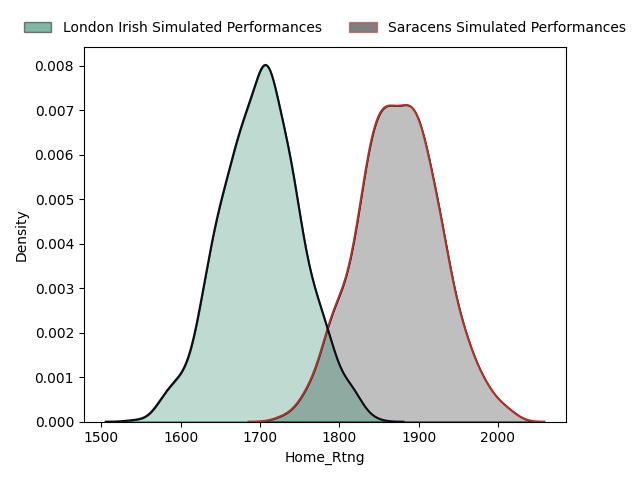 London Irish Simulated Performances Saracens Simulated Performances
0.008
0.007
0.006
0.005
0.004
0.003
0.002
0.001
0.000
Density
1500 1600 1700 1800 1900 2000
Home_Rtng